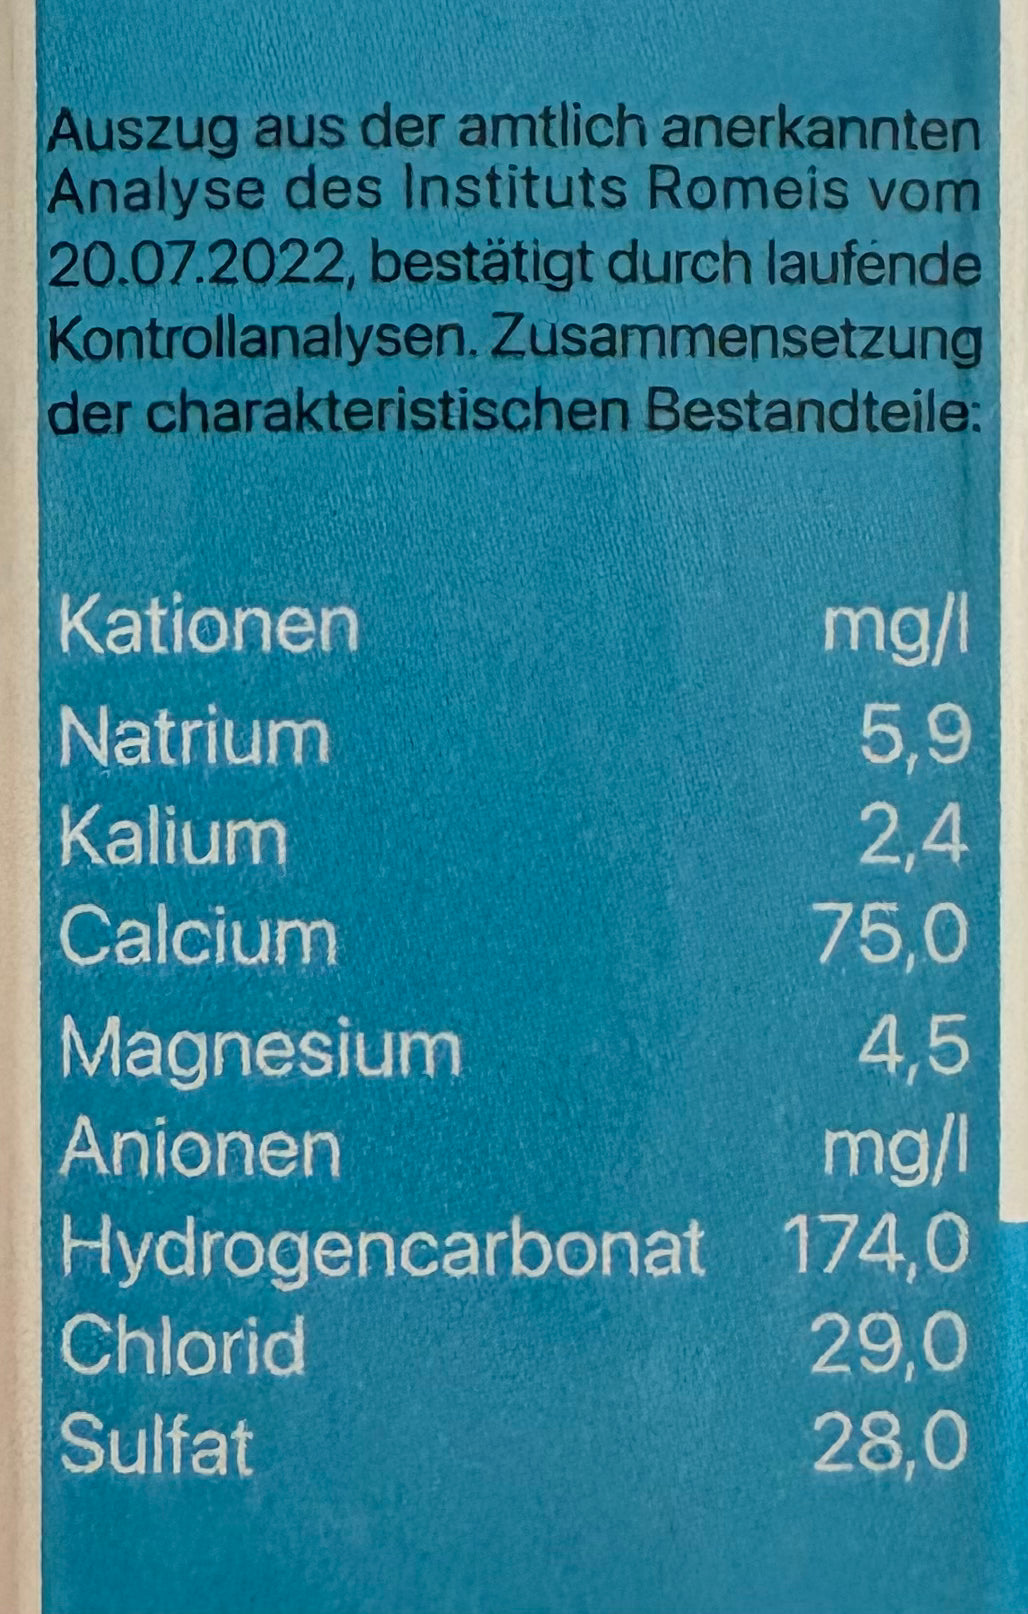 Auszug aus der amtlich anerkannten
Analyse des Instituts Romeis vom
20.07.2022, bestätigt durch laufende
Kontrollanalysen. Zusammensetzung
der charakteristischen Bestandteile:
Kationen mg/l
Natrium 5,9
Kalium 2,4
Calcium 75,0
Magnesium 4,5
Anionen mg/l
Hydrogencarbonat 174,0
Chlorid 29,0
Sulfat 28,0